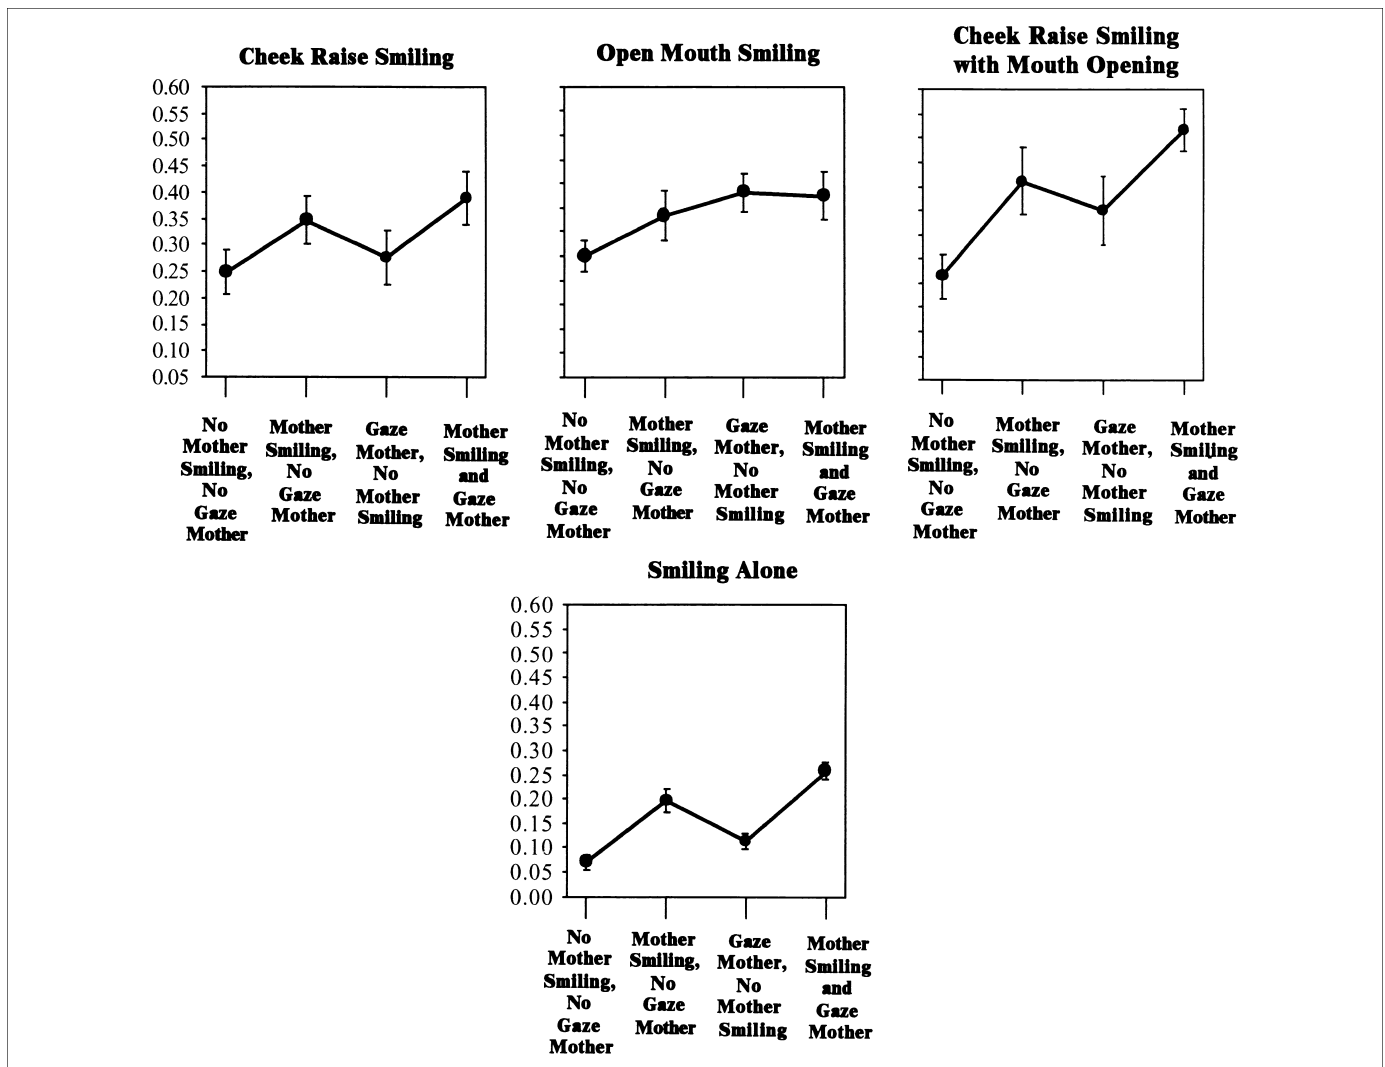 Cheek Raise Smiling
0.60
0.55
0.50
0.45
0.40
0.35
0.30
0.25
0.20
0.15
0.10
0.05
No
Mother
Smiling,
No
Gaze
Mother
Mother
Smiling,
No
Gaze
Mother
Gaze
Mother,
No
Mother
Smiling
Mother
Smiling
and
Gaze
Mother
Open Mouth Smiling
No
Mother
Smiling,
No
Gaze
Mother
Mother
Smiling,
No
Gaze
Mother
Gaze
Mother,
No
Mother
Smiling
Mother
Smiling
and
Gaze
Mother
Cheek Raise Smiling
with Mouth Opening
No
Mother
Smiling,
No
Gaze
Mother
Mother
Smiling,
No
Gaze
Mother
Gaze
Mother,
No
Mother
Smiling
Mother
Smiling
and
Gaze
Mother
Smiling Alone
0.60
0.55
0.50
0.45
0.40
0.35
0.30
0.25
0.20
0.15
0.10
0.05
0.00
No
Mother
Smiling,
No
Gaze
Mother
Mother
Smiling,
No
Gaze
Mother
Gaze
Mother,
No
Mother
Smiling
Mother
Smiling
and
Gaze
Mother